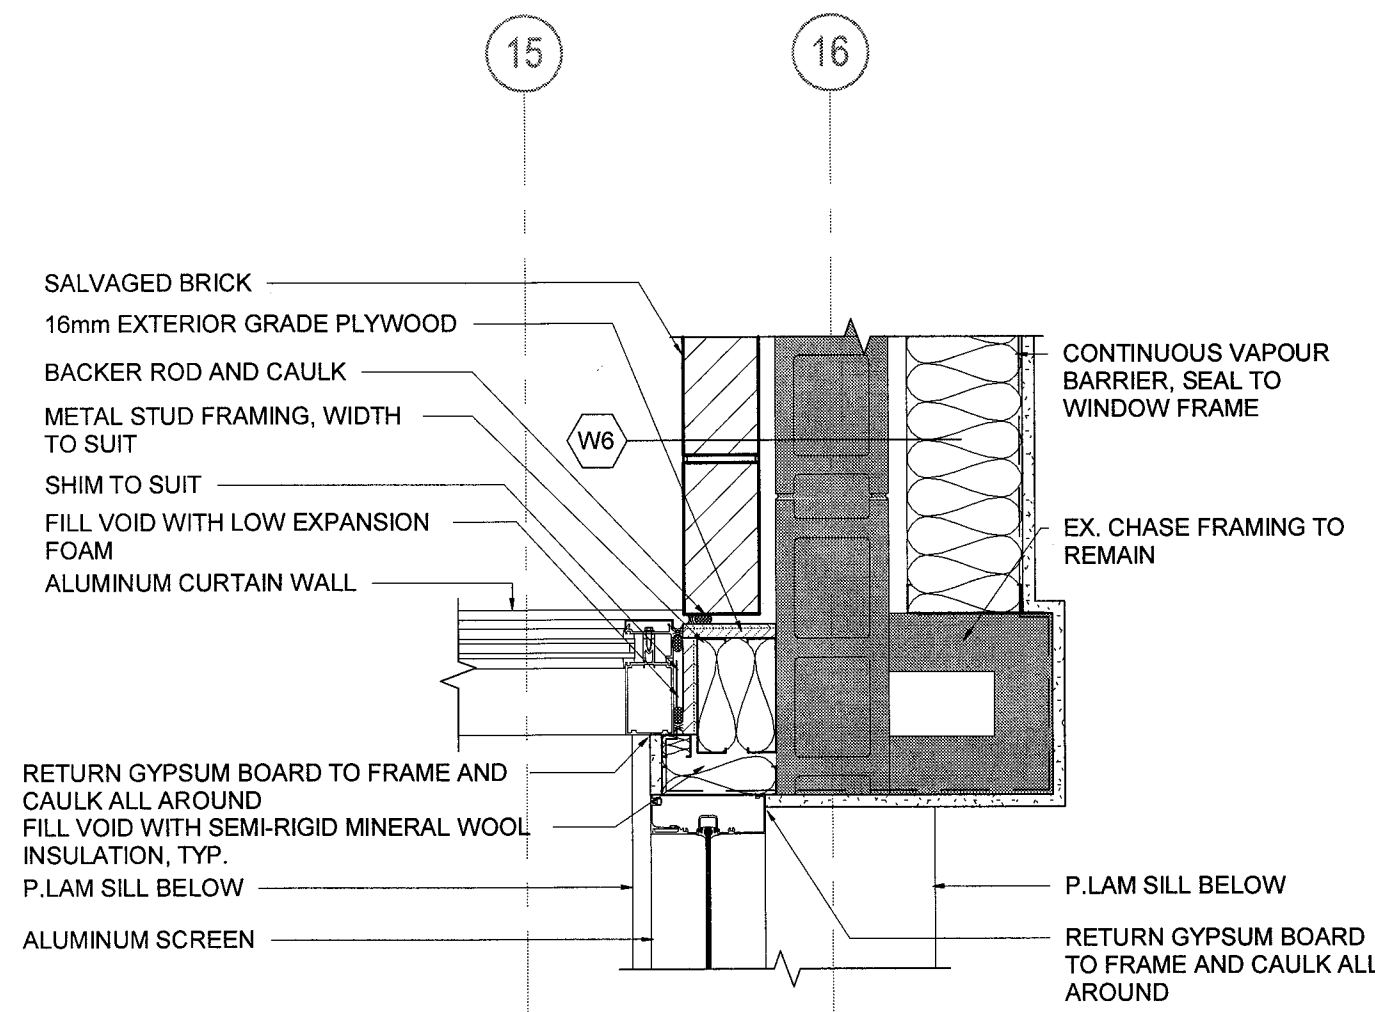 15
16
SALVAGED BRICK
16mm EXTERIOR GRADE PLYWOOD
BACKER ROD AND CAULK
METAL STUD FRAMING, WIDTH
TO SUIT
SHIM TO SUIT
FILL VOID WITH LOW EXPANSION
FOAM
ALUMINUM CURTAIN WALL
W6
CONTINUOUS VAPOUR
BARRIER, SEAL TO
WINDOW FRAME
EX. CHASE FRAMING TO
REMAIN
RETURN GYPSUM BOARD TO FRAME AND
CAULK ALL AROUND
FILL VOID WITH SEMI-RIGID MINERAL WOOL
INSULATION, TYP.
P.LAM SILL BELOW
ALUMINUM SCREEN
P.LAM SILL BELOW
RETURN GYPSUM BOARD
TO FRAME AND CAULK ALL
AROUND